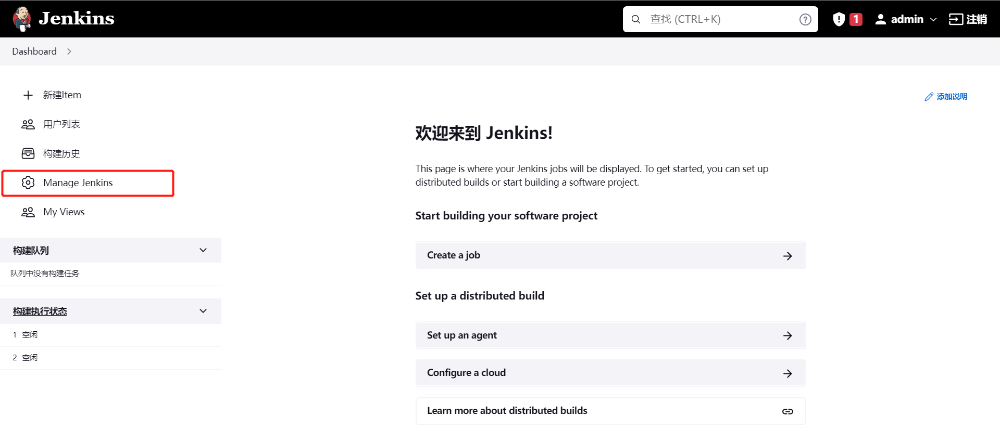 Jenkins
查找 (CTRL+K)
1
admin
注销
Dashboard
新建Item
用户列表
构建历史
Manage Jenkins
My Views
构建队列
队列中没有构建任务
构建执行状态
1 空闲
2 空闲
添加说明
欢迎来到 Jenkins!
This page is where your Jenkins jobs will be displayed. To get started, you can set up
distributed builds or start building a software project.
Start building your software project
Create a job
Set up a distributed build
Set up an agent
Configure a cloud
Learn more about distributed builds